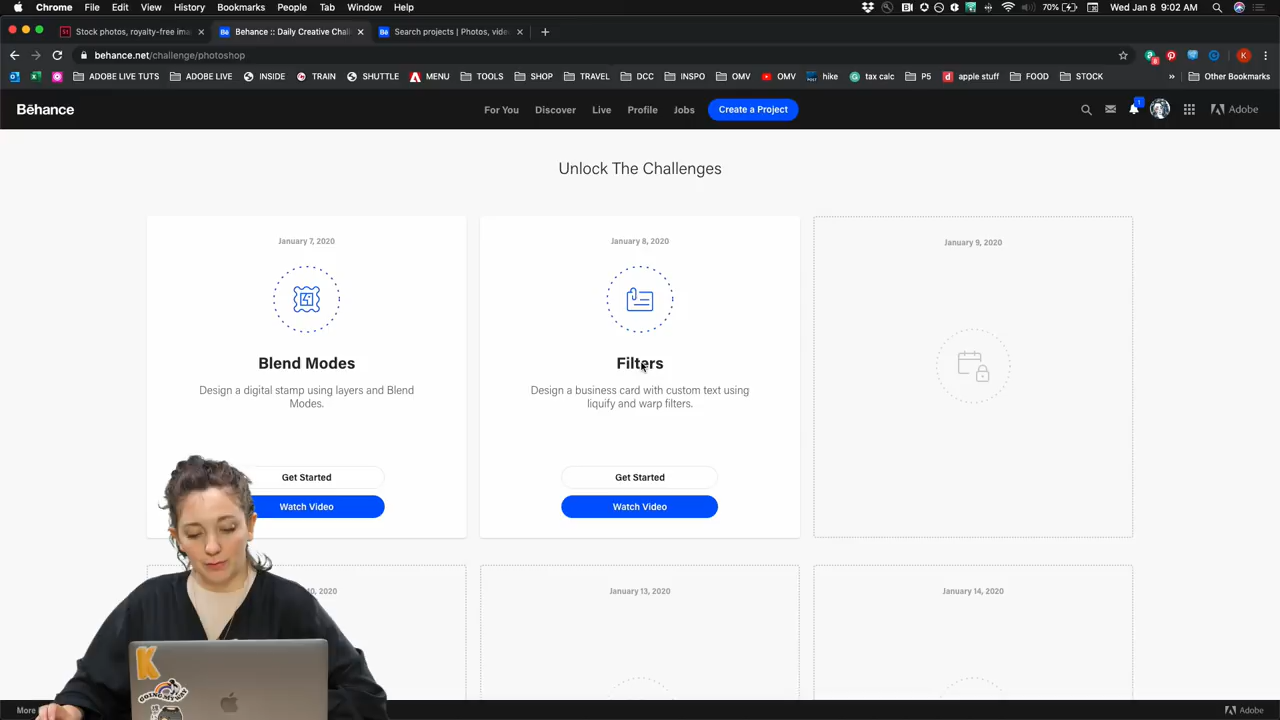 Chrome File Edit View History Bookmarks People Tab Window Help
70% Wed Jan 8 9:02 AM
Stock photos, royalty-free ima
Behance :: Daily Creative Chall
Search projects | Photos, vide
behance.net/challenge/photoshop
ADOBE LIVE TUTS ADOBE LIVE INSIDE TRAIN SHUTTLE MENU TOOLS SHOP TRAVEL DCC INSPO OMV OMV hike tax calc P5 apple stuff FOOD STOCK » Other Bookmarks
Bēhance For You Discover Live Profile Jobs Create a Project 1 Adobe
Unlock The Challenges
January 7, 2020
Blend Modes
Design a digital stamp using layers and Blend
Modes.
Get Started
Watch Video
January 8, 2020
Filters
Design a business card with custom text using
liquify and warp filters.
Get Started
Watch Video
January 9, 2020
10, 2020
January 13, 2020
January 14, 2020
K
More
Adobe